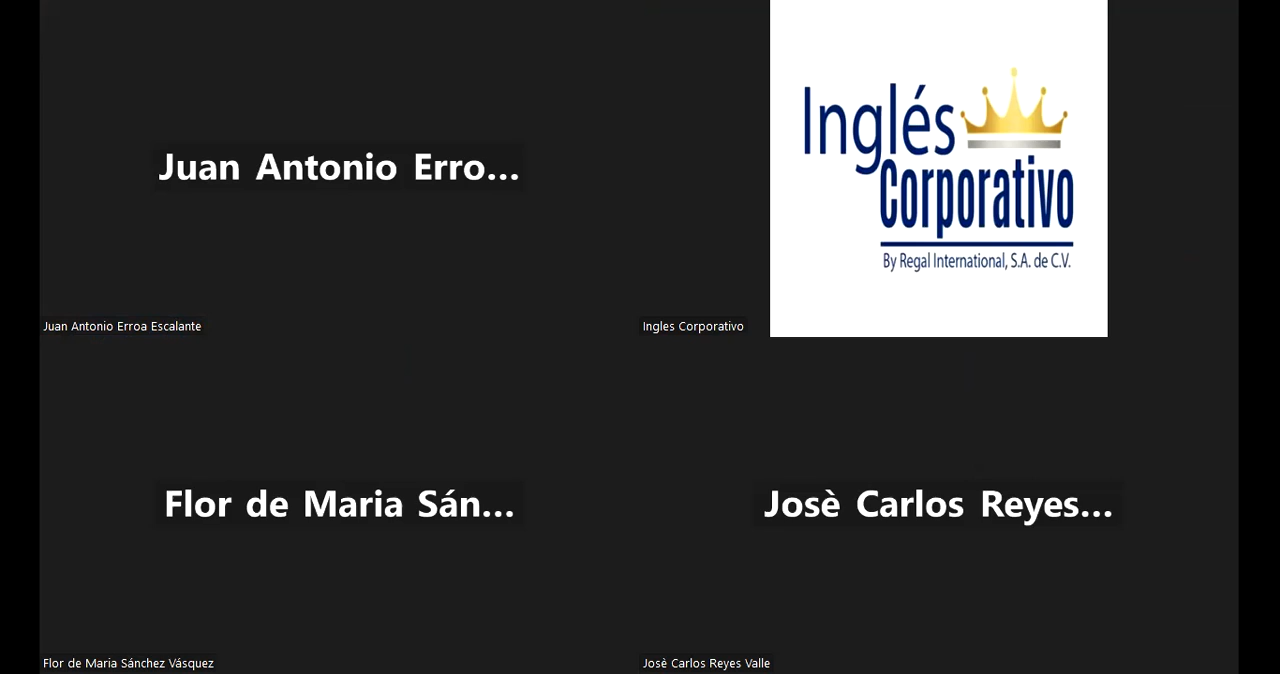 Juan Antonio Erro...
Juan Antonio Erroa Escalante
Inglés
Corporativo
By Regal International, S.A. de C.V.
Ingles Corporativo
Flor de Maria Sán...
Flor de Maria Sánchez Vásquez
Josè Carlos Reyes...
Josè Carlos Reyes Valle